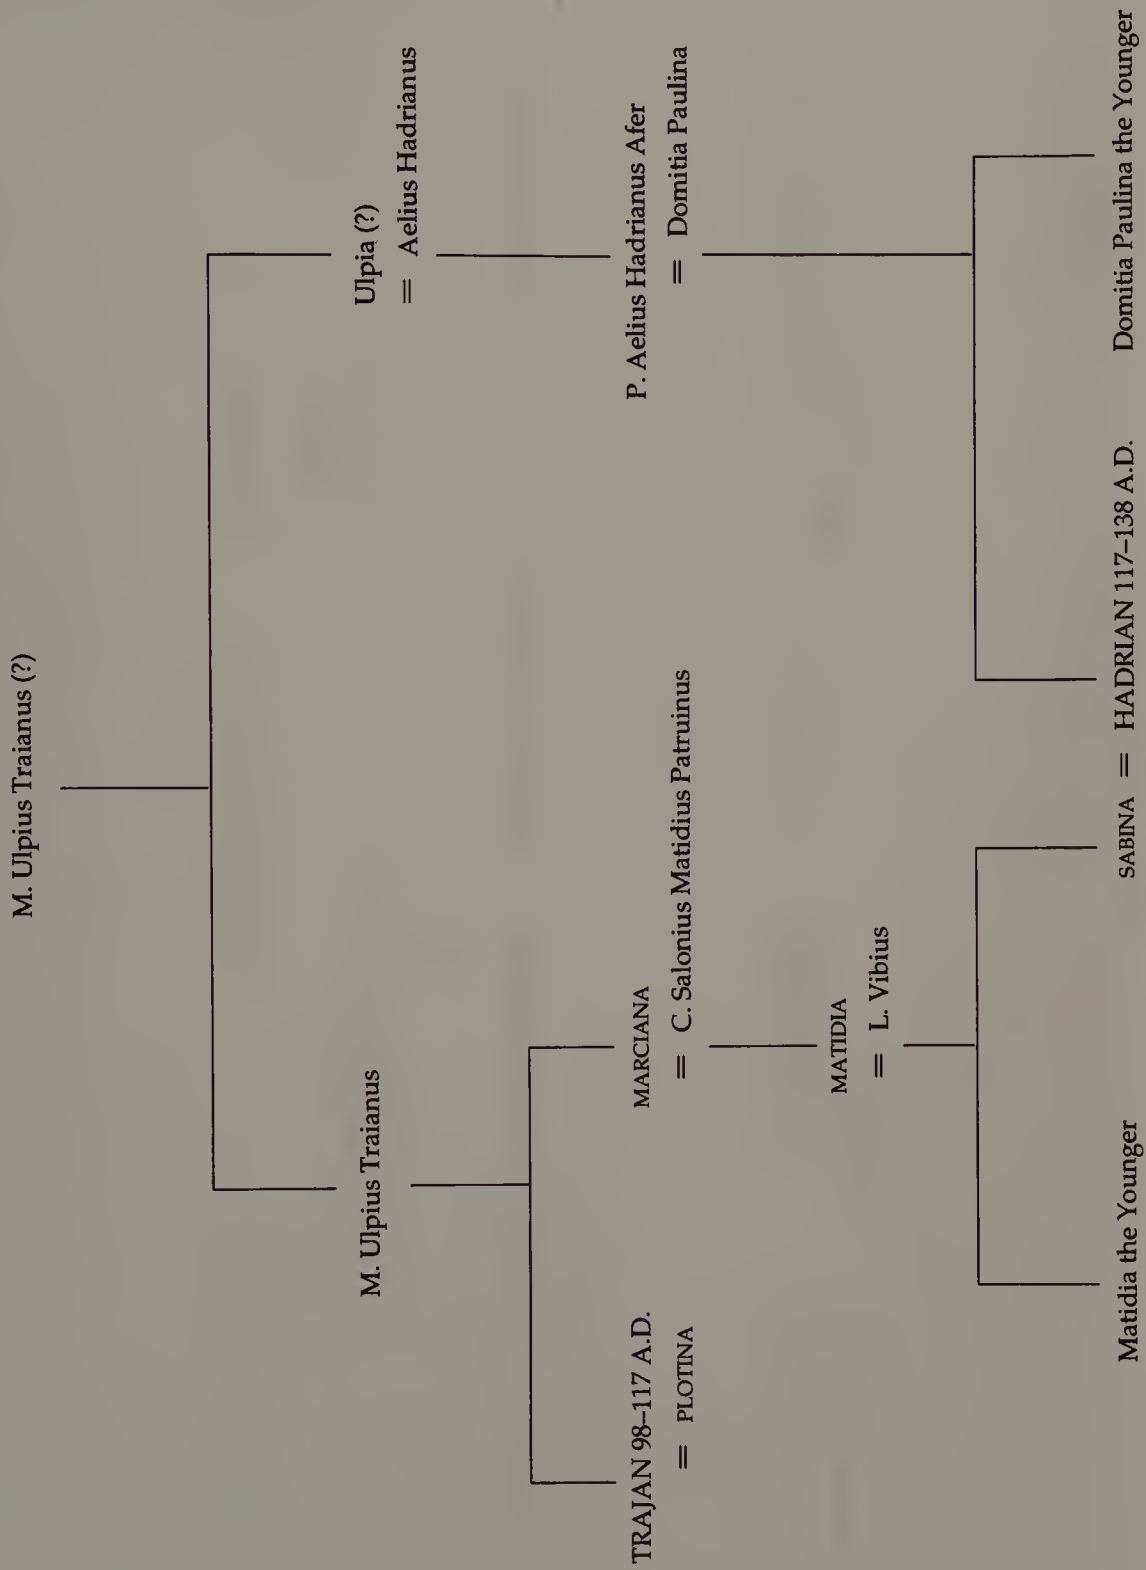 M. Ulpius Traianus (?)
M. Ulpius Traianus
Ulpia (?)
= Aelius Hadrianus
TRAJAN 98–117 A.D.
= PLOTINA
MARCIANA
= C. Salonius Matidius Patruinus
P. Aelius Hadrianus Afer
= Domitia Paulina
MATIDIA
= L. Vibius
Matidia the Younger
SABINA = HADRIAN 117–138 A.D.
Domitia Paulina the Younger